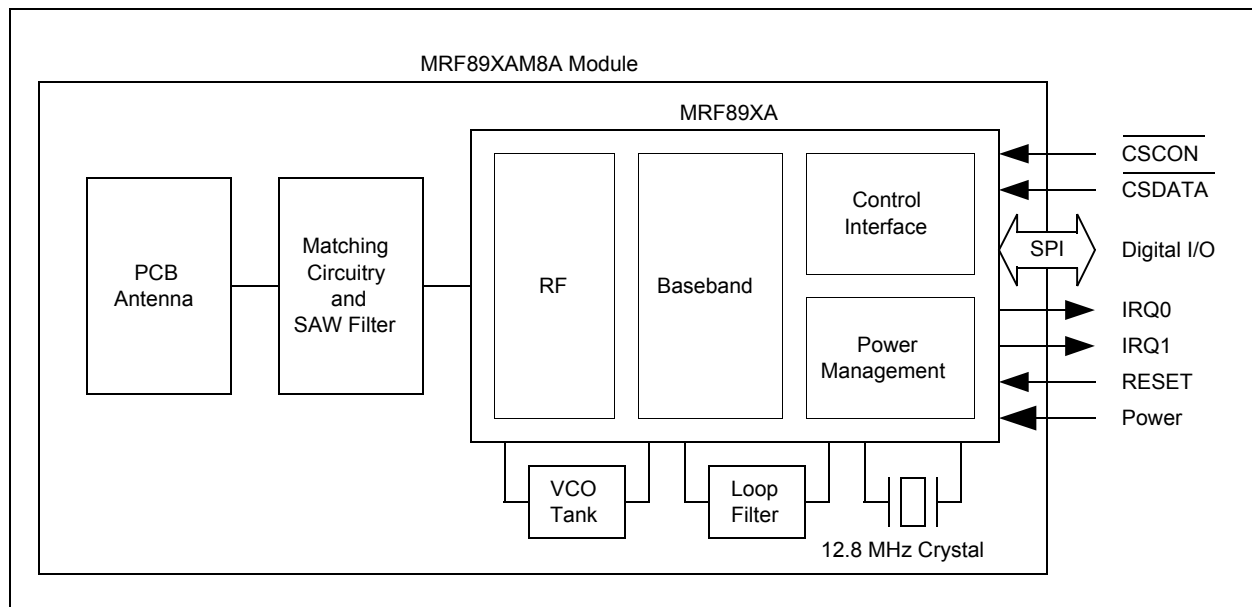 MRF89XAM8A Module
MRF89XA
PCB
Antenna
Matching
Circuitry
and
SAW Filter
RF
Baseband
Control
Interface
Power
Management
CSCON
CSDATA
SPI
Digital I/O
IRQ0
IRQ1
RESET
Power
VCO
Tank
Loop
Filter
12.8 MHz Crystal